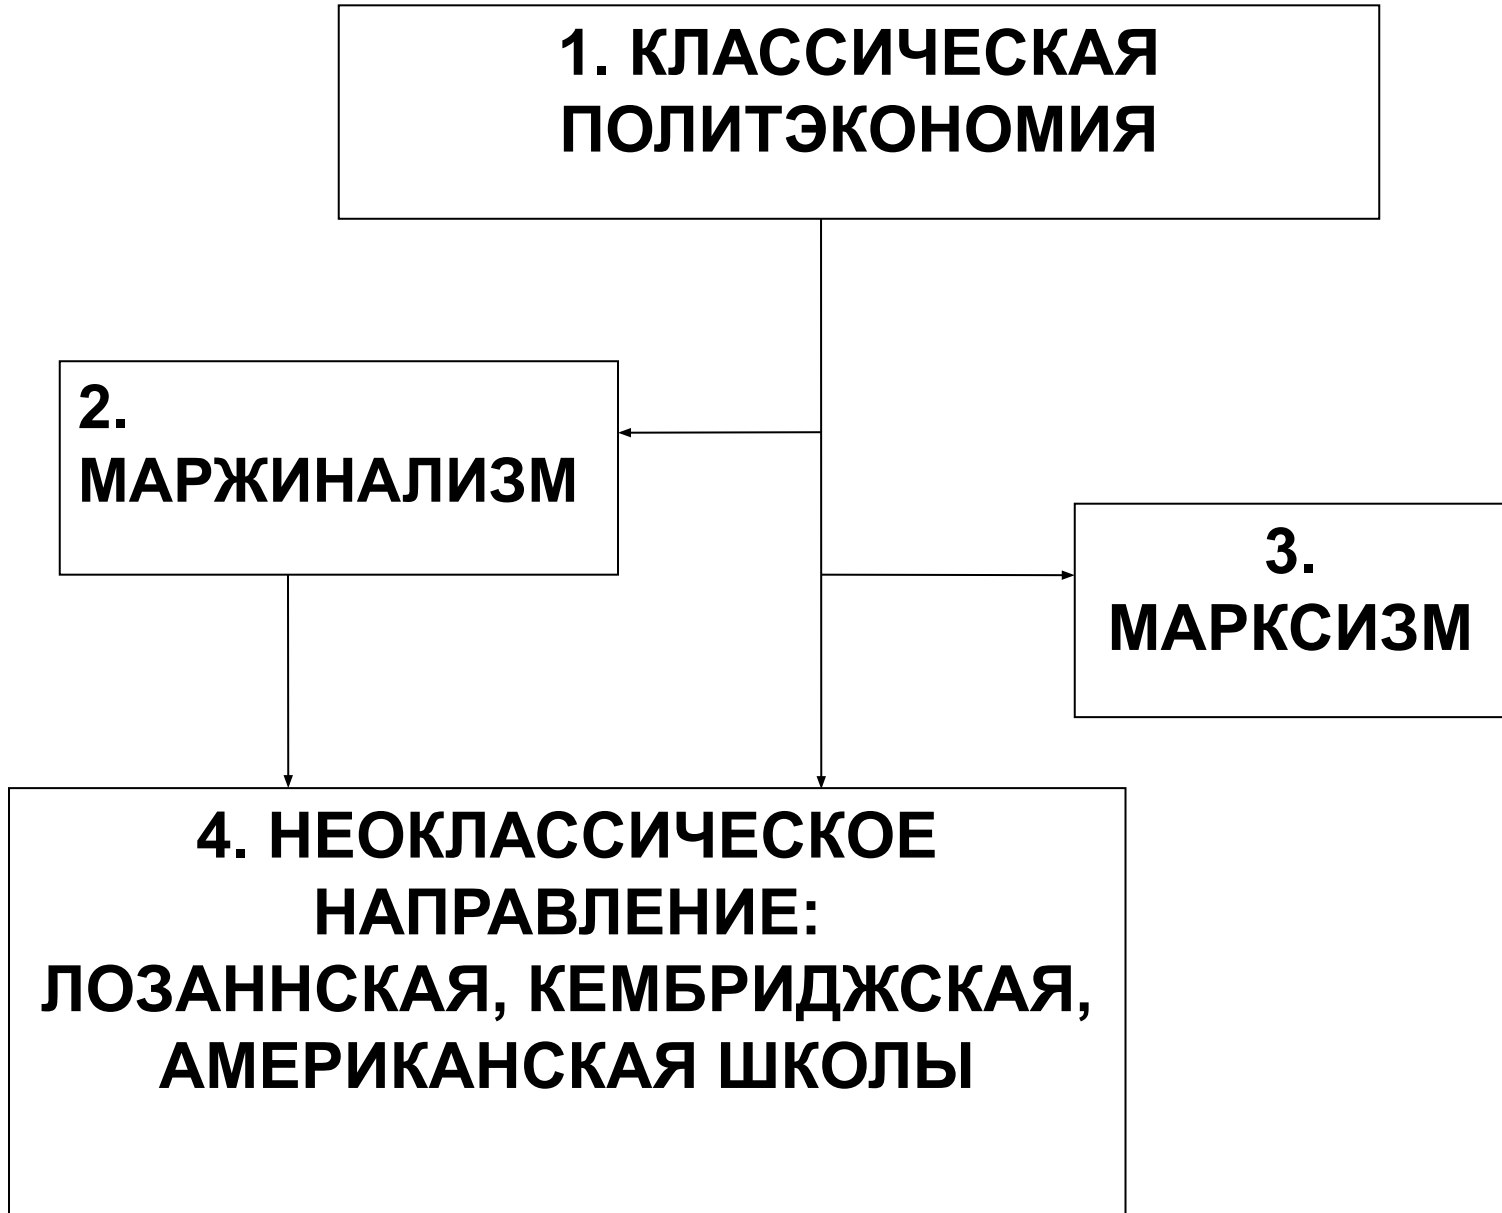 1. КЛАССИЧЕСКАЯ
ПОЛИТЭКОНОМИЯ
2.
МАРЖИНАЛИЗМ
3.
МАРКСИЗМ
4. НЕОКЛАССИЧЕСКОЕ
НАПРАВЛЕНИЕ:
ЛОЗАННСКАЯ, КЕМБРИДЖСКАЯ,
АМЕРИКАНСКАЯ ШКОЛЫ